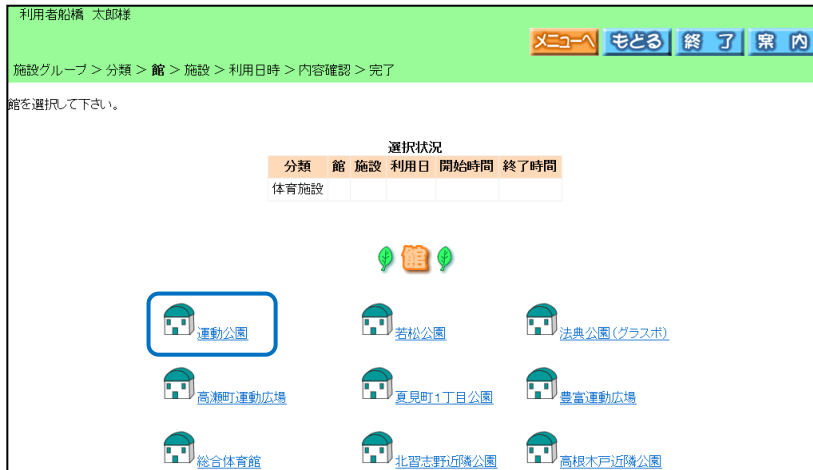 利用者船橋 太郎様
メニューへ もどる 終 了 案 内
施設グループ > 分類 > 館 > 施設 > 利用日時 > 内容確認 > 完了
館を選択して下さい。
選択状況
分類 館 施設 利用日 開始時間 終了時間
体育施設
館
運動公園 若松公園 法典公園(グラスポ)
高瀬町運動広場 夏見町1丁目公園 豊富運動広場
総合体育館 北習志野近隣公園 高根木戸近隣公園